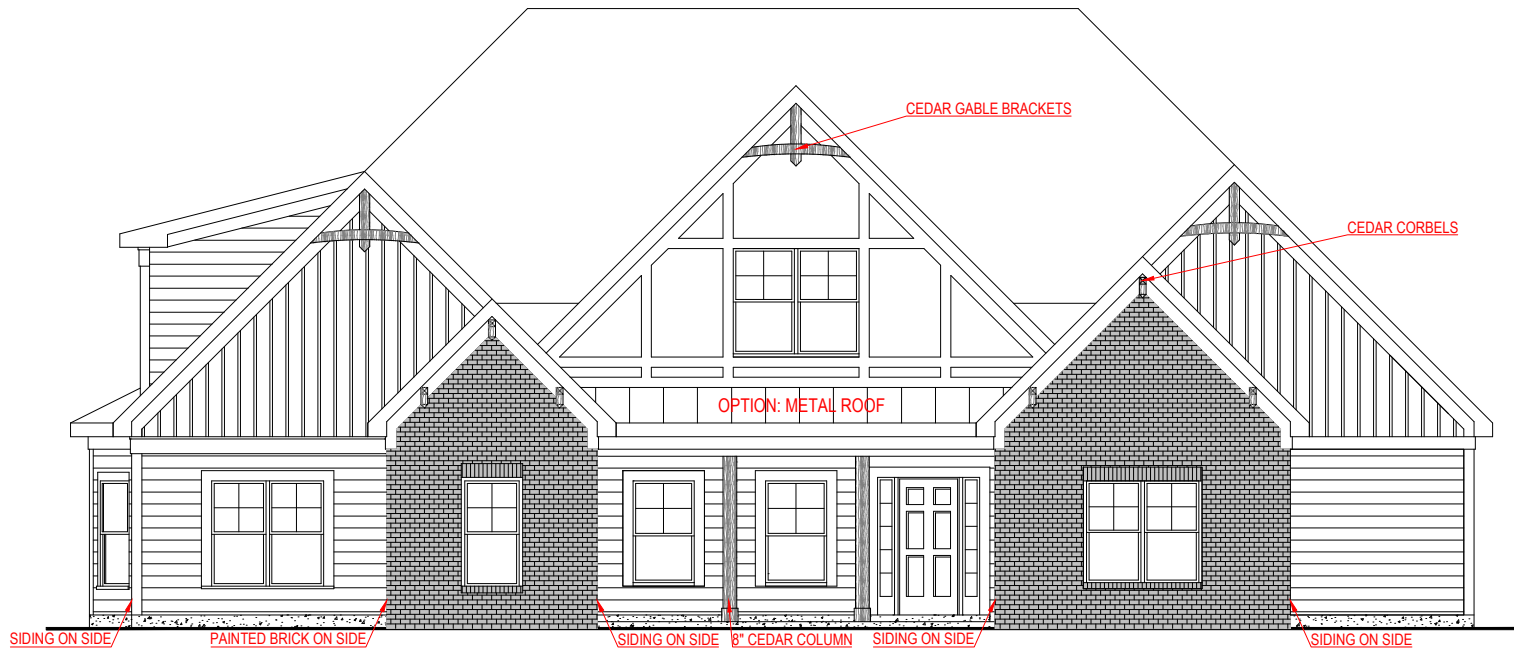 CEDAR GABLE BRACKETS
CEDAR CORBELS
OPTION: METAL ROOF
SIDING ON SIDE
PAINTED BRICK ON SIDE
SIDING ON SIDE
8" CEDAR COLUMN
SIDING ON SIDE
SIDING ON SIDE